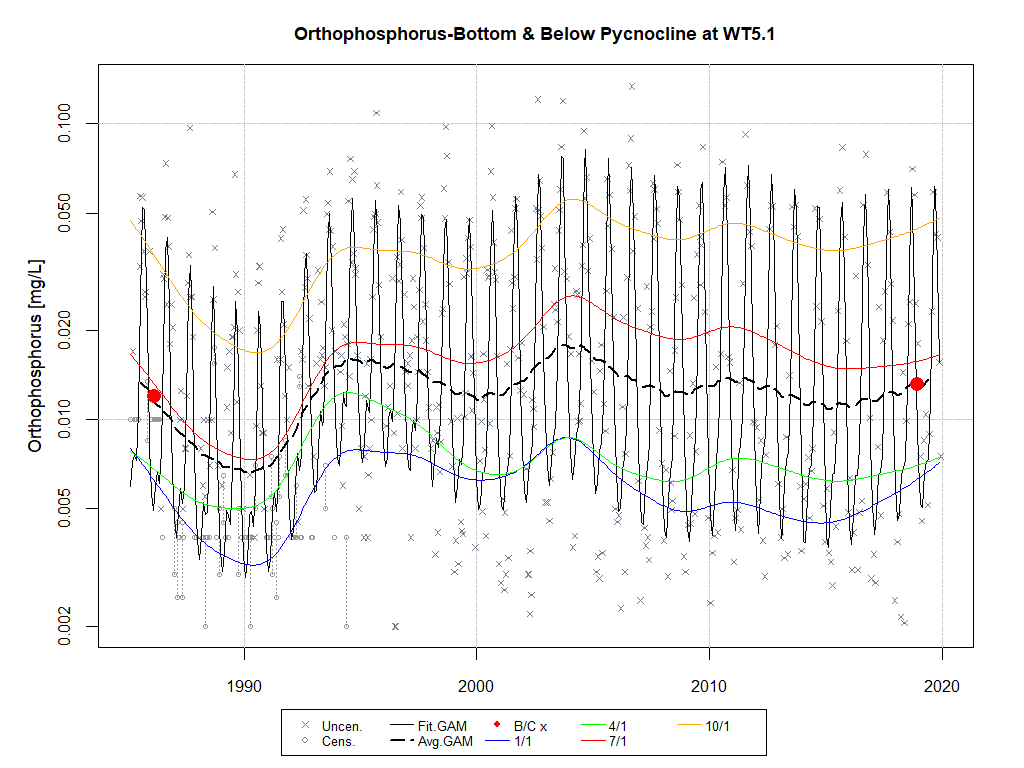 Orthophosphorus-Bottom & Below Pycnocline at WT5.1
Orthophosphorus [mg/L]
0.100
0.050
0.020
0.010
0.005
0.002
1990 2000 2010 2020
Uncen. Fit.GAM B/C x 4/1 10/1
Cens. Avg.GAM 1/1 7/1